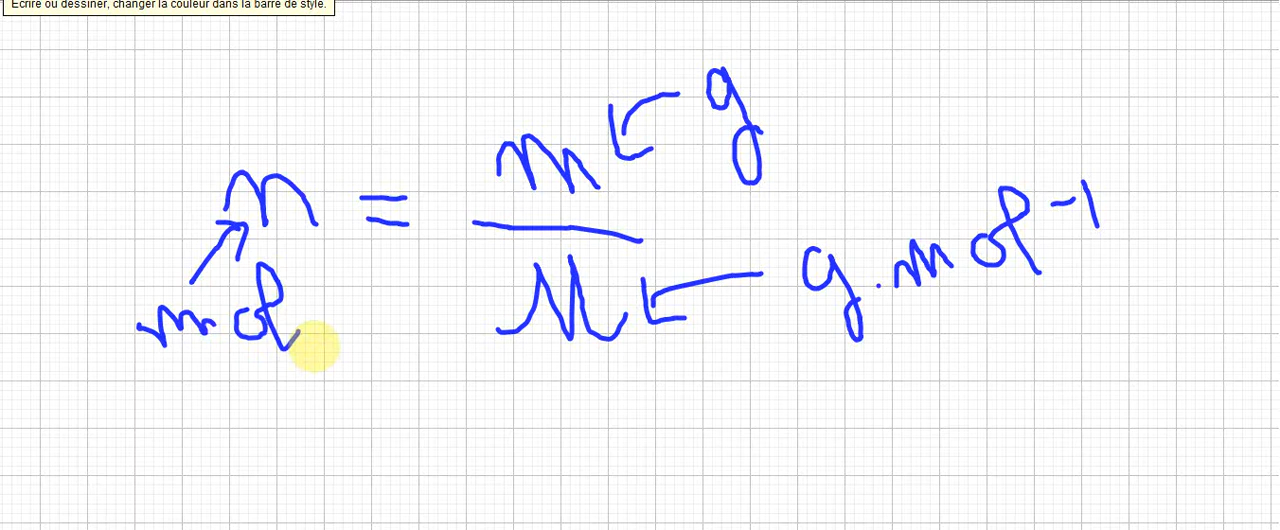 Ecrire ou dessiner, changer la couleur dans la barre de style.
n = m / M
g
g.mol⁻¹
mol